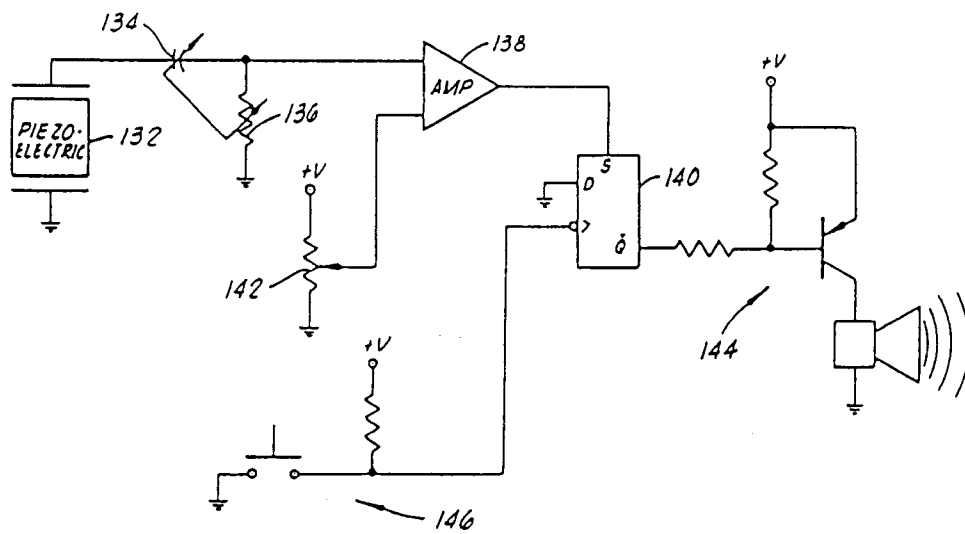 134
138
+V
AMP
PIEZO-
ELECTRIC
132
136
+V
S
D
140
Q̄
142
144
+V
146